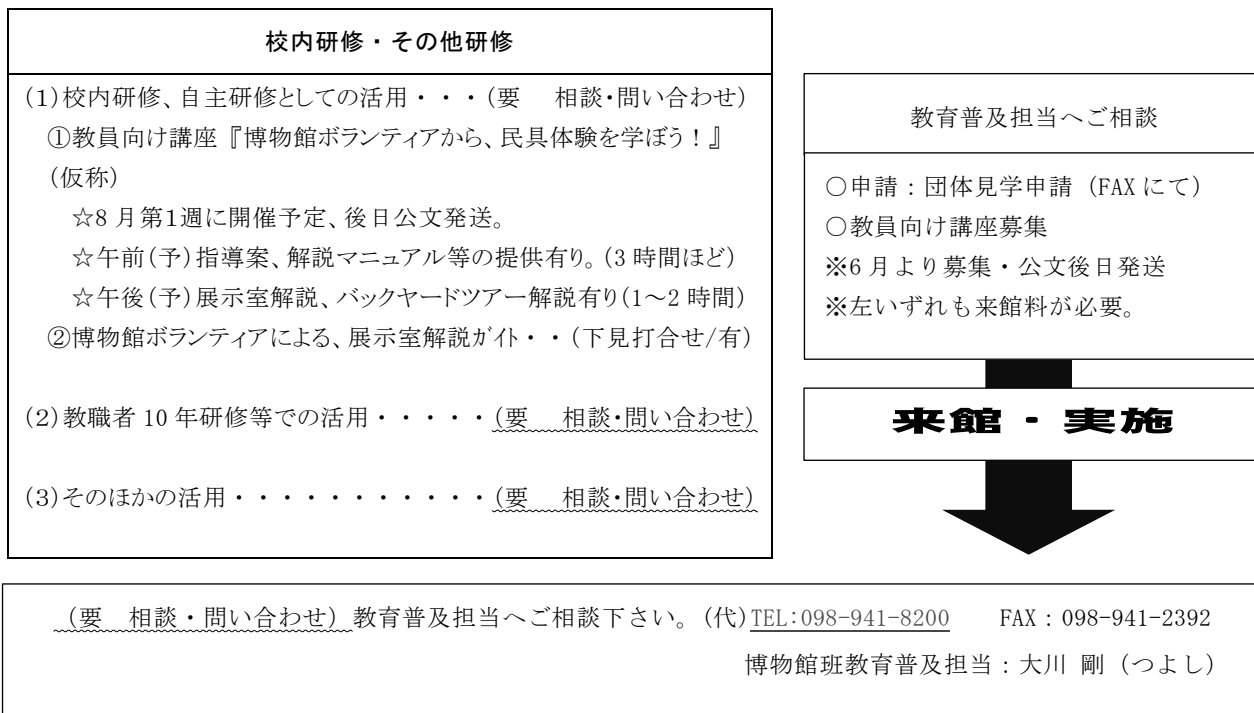 校内研修・その他研修
(1)校内研修、自主研修としての活用・・・(要　相談・問い合わせ)
①教員向け講座『博物館ボランティアから、民具体験を学ぼう！』
(仮称)
☆8月第1週に開催予定、後日公文発送。
☆午前(予)指導案、解説マニュアル等の提供有り。(3時間ほど)
☆午後(予)展示室解説、バックヤードツアー解説有り(1～2時間)
②博物館ボランティアによる、展示室解説ガイト・・(下見打合せ/有)
(2)教職者10年研修等での活用・・・・・(要　相談・問い合わせ)
(3)そのほかの活用・・・・・・・・・・・(要　相談・問い合わせ)
教育普及担当へご相談
○申請：団体見学申請（FAXにて）
○教員向け講座募集
※6月より募集・公文後日発送
※左いずれも来館料が必要。
来館・実施
(要　相談・問い合わせ)教育普及担当へご相談下さい。(代)TEL:098-941-8200　FAX：098-941-2392
博物館班教育普及担当：大川 剛（つよし）